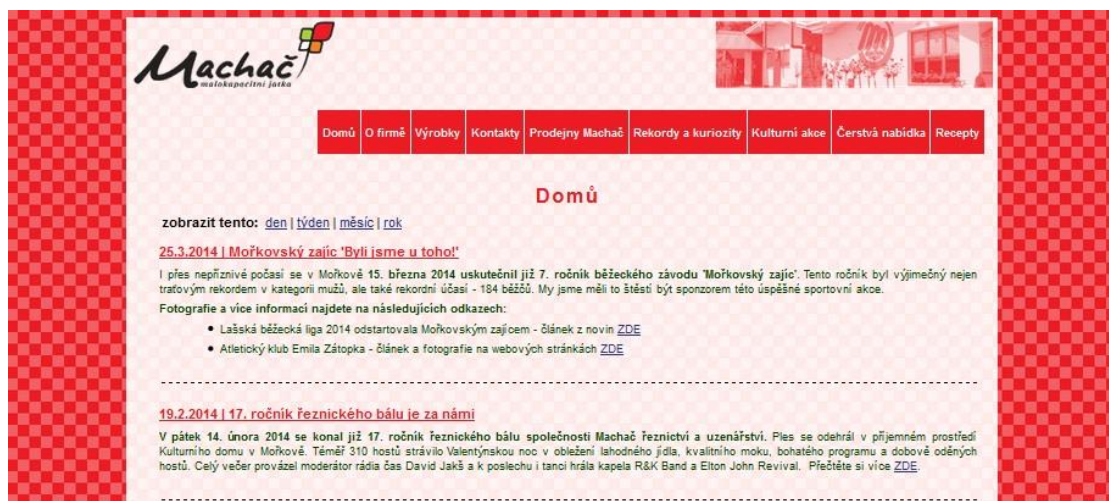 Machač
malokapacitní jatka
Domů O firmě Výrobky Kontakty Prodejny Machač Rekordy a kuriozity Kulturní akce Čerstvá nabídka Recepty
Domů
zobrazit tento: den | týden | měsíc | rok
25.3.2014 | Mořkovský zajíc 'Byli jsme u toho!'
I přes nepříznivé počasí se v Mořkově 15. března 2014 uskutečnil již 7. ročník běžeckého závodu 'Mořkovský zajíc'. Tento ročník byl výjimečný nejen
traťovým rekordem v kategorii mužů, ale také rekordní účasí - 184 běžčů. My jsme měli to štěstí být sponzorem této úspěšné sportovní akce.
Fotografie a více informací najdete na následujících odkazech:
• Lašská běžecká liga 2014 odstartovala Mořkovským zajícem - článek z novin ZDE
• Atletický klub Emila Zátopka - článek a fotografie na webových stránkách ZDE
19.2.2014 | 17. ročník řeznického bálu je za námi
V pátek 14. února 2014 se konal již 17. ročník řeznického bálu společnosti Machač řeznictví a uzenářství. Ples se odehrál v příjemném prostředí
Kulturního domu v Mořkově. Téměř 310 hostů strávilo Valentýnskou noc v obležení lahodného jídla, kvalitního moku, bohatého programu a dobově oděných
hostů. Celý večer provázel moderátor rádia čas David Jakš a k poslechu i tanci hrála kapela R&K Band a Elton John Revival. Přečtěte si více ZDE.